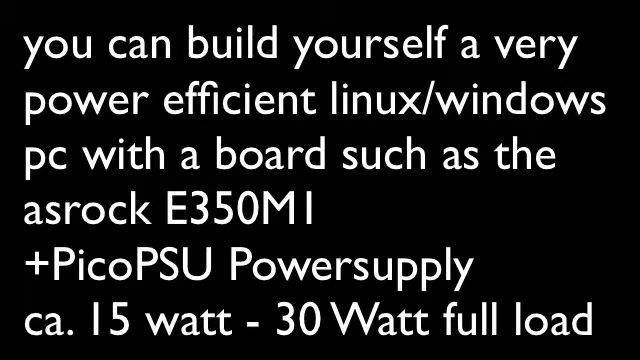 you can build yourself a very
power efficient linux/windows
pc with a board such as the
asrock E350M1
+PicoPSU Powersupply
ca. 15 watt - 30 Watt full load